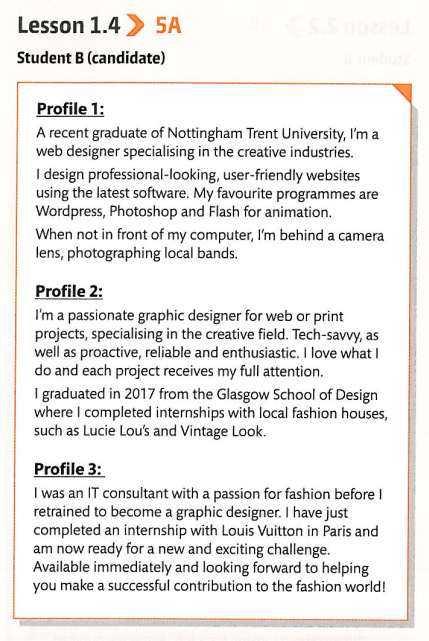 Lesson 1.4 > 5A
Student B (candidate)
Profile 1:
A recent graduate of Nottingham Trent University, I'm a
web designer specialising in the creative industries.
I design professional-looking, user-friendly websites
using the latest software. My favourite programmes are
Wordpress, Photoshop and Flash for animation.
When not in front of my computer, I'm behind a camera
lens, photographing local bands.
Profile 2:
I'm a passionate graphic designer for web or print
projects, specialising in the creative field. Tech-savvy, as
well as proactive, reliable and enthusiastic. I love what I
do and each project receives my full attention.
I graduated in 2017 from the Glasgow School of Design
where I completed internships with local fashion houses,
such as Lucie Lou's and Vintage Look.
Profile 3:
I was an IT consultant with a passion for fashion before I
retrained to become a graphic designer. I have just
completed an internship with Louis Vuitton in Paris and
am now ready for a new and exciting challenge.
Available immediately and looking forward to helping
you make a successful contribution to the fashion world!